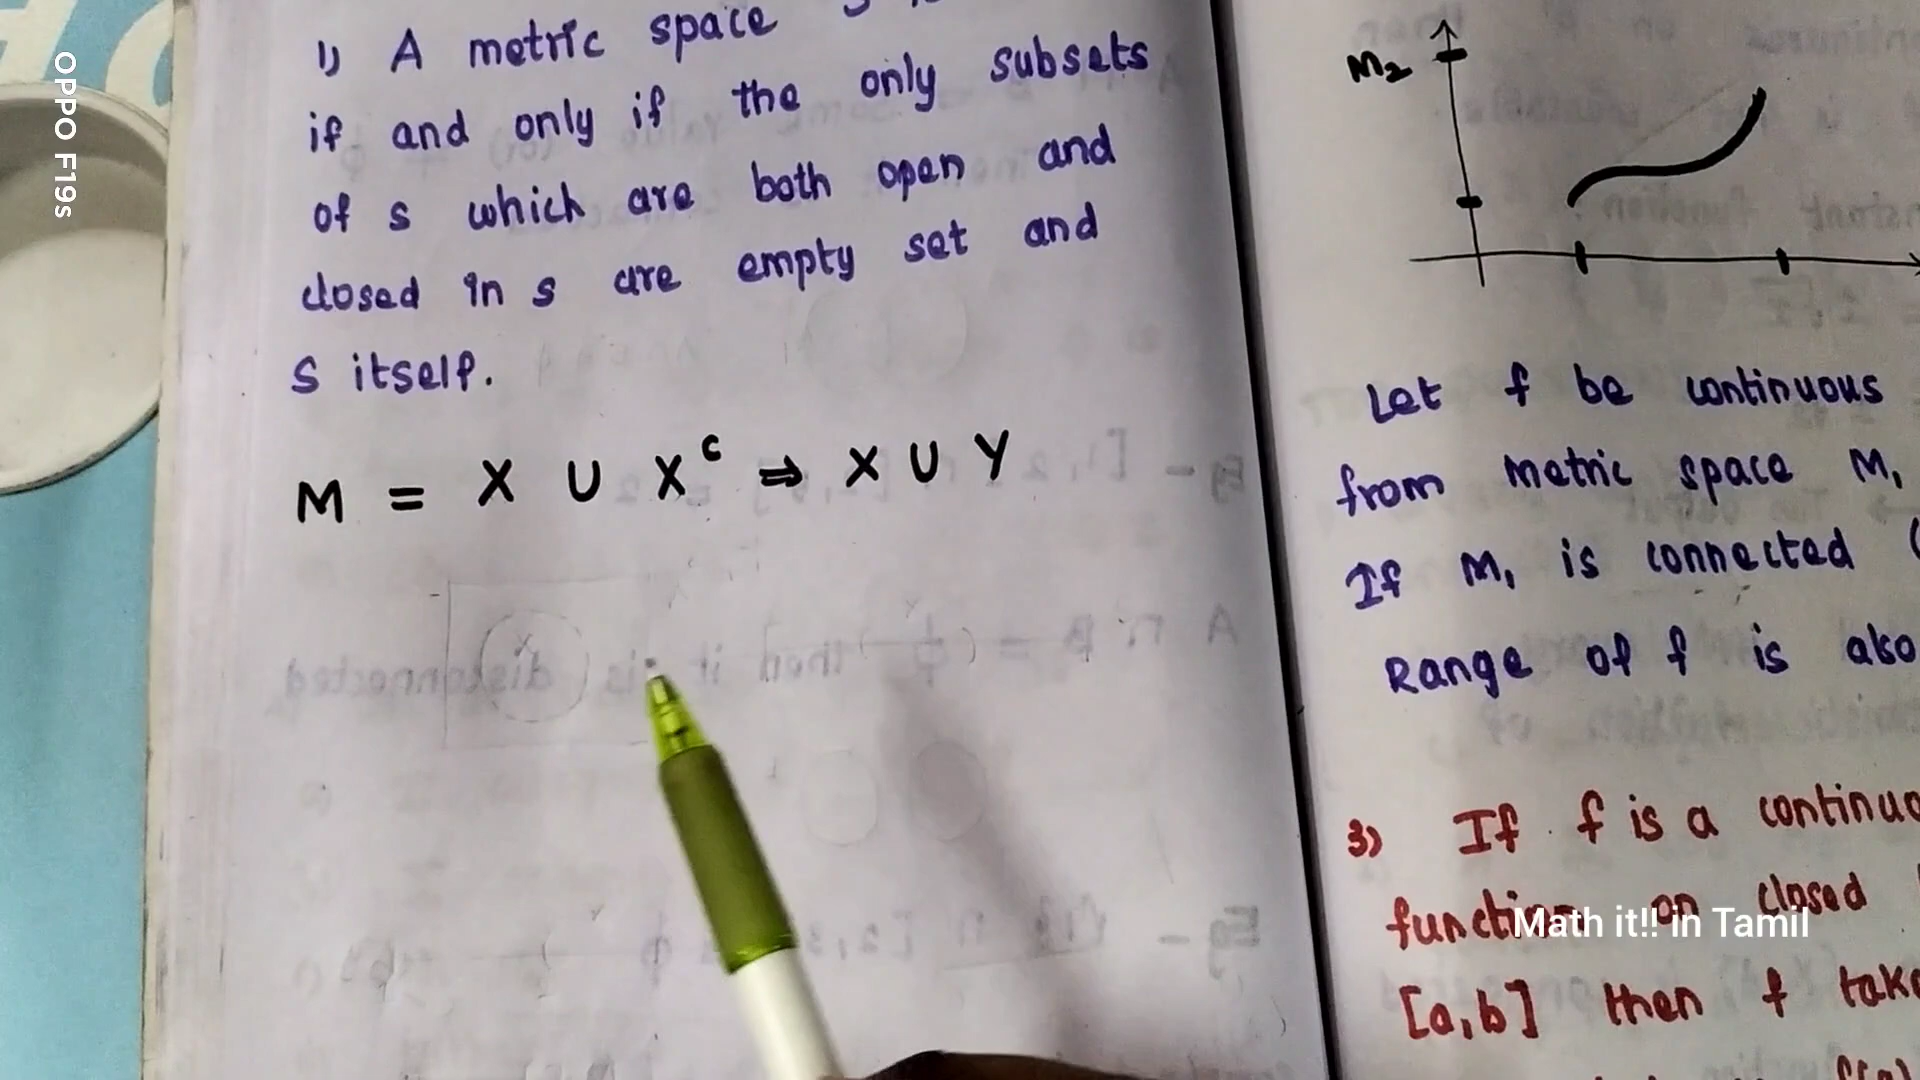 OPPO F19s
1) A metric space S
if and only if the only subsets
of s which are both open and
closed in s are empty set and
S itself.
M = X U X^c ⇒ X U Y
M₂
Let f be continuous
from metric space M₁
If M₁ is connected (
Range of f is also
3) If f is a continuo
function on closed
[a,b] then f take
Math it!! in Tamil